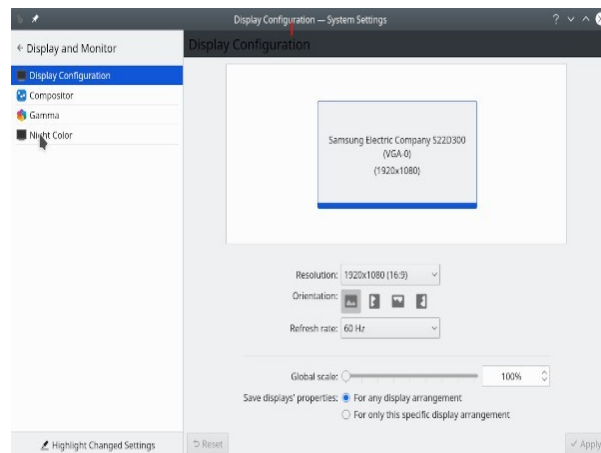 Display Configuration — System Settings
Display and Monitor
Display Configuration
Display Configuration
Compositor
Gamma
Night Color
Samsung Electric Company S22D300
(VGA-0)
(1920x1080)
Resolution: 1920x1080 (16:9)
Orientation:
Refresh rate: 60 Hz
Global scale: 100%
Save displays' properties: For any display arrangement
For only this specific display arrangement
Highlight Changed Settings
Reset
Apply